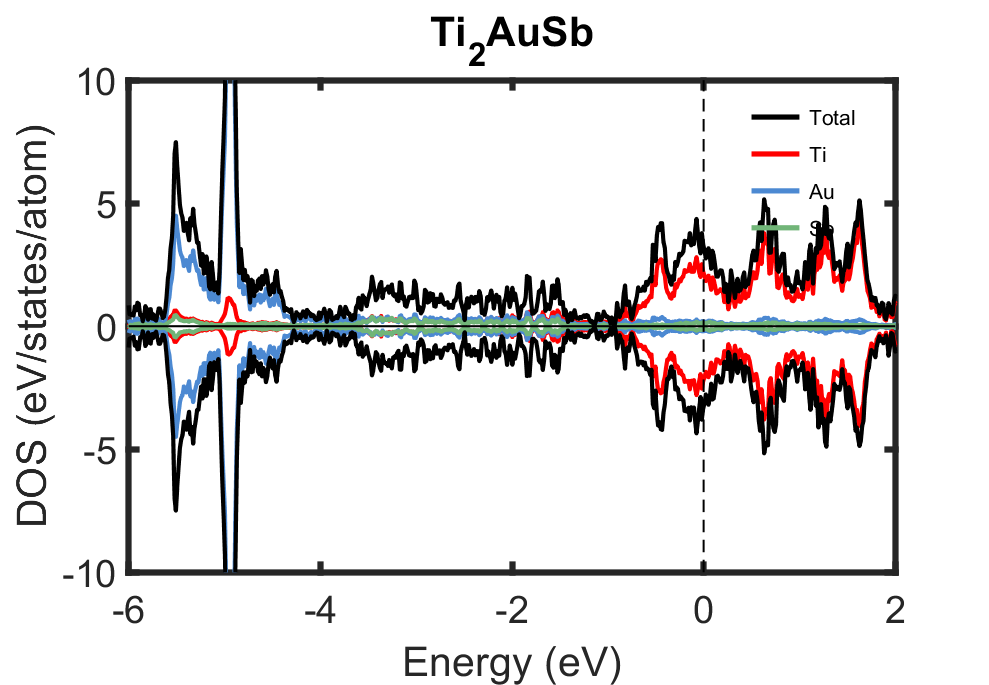 Ti2AuSb
10
5
0
-5
-10
DOS (eV/states/atom)
Total
Ti
Au
Sb
-6 -4 -2 0 2
Energy (eV)